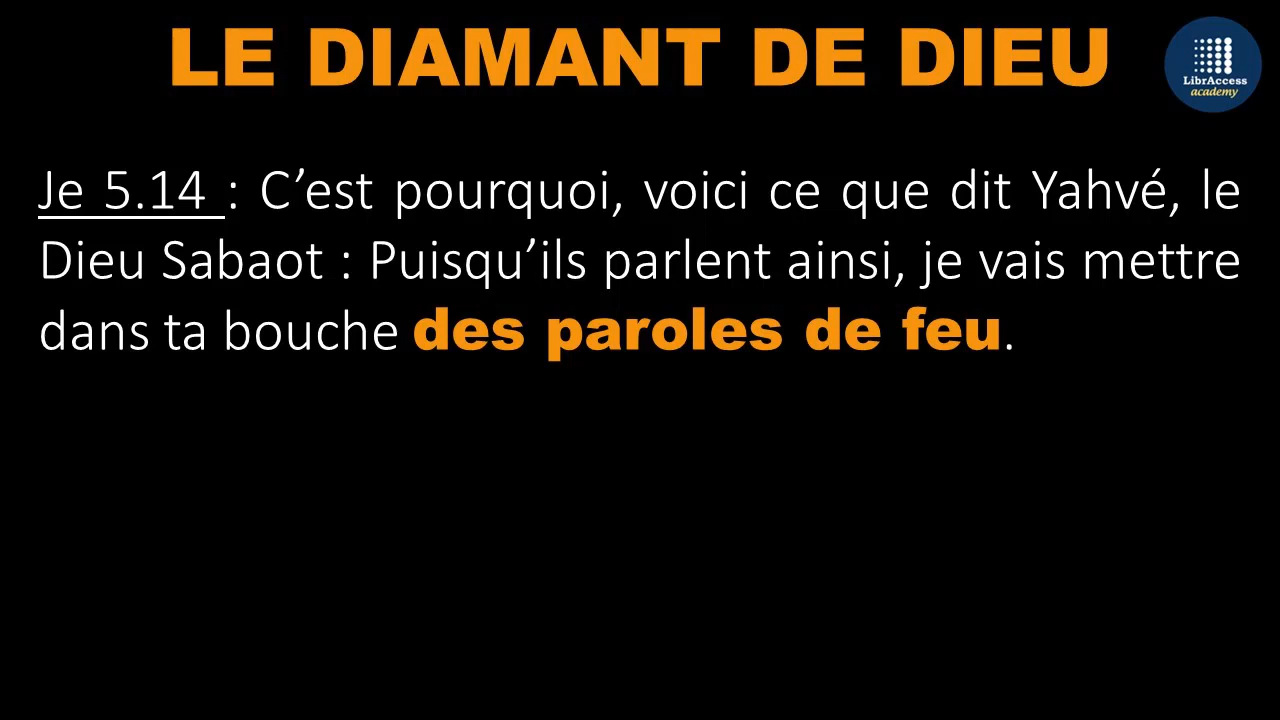 LE DIAMANT DE DIEU
LibrAccess
academy
Je 5.14 : C’est pourquoi, voici ce que dit Yahvé, le
Dieu Sabaot : Puisqu’ils parlent ainsi, je vais mettre
dans ta bouche des paroles de feu.